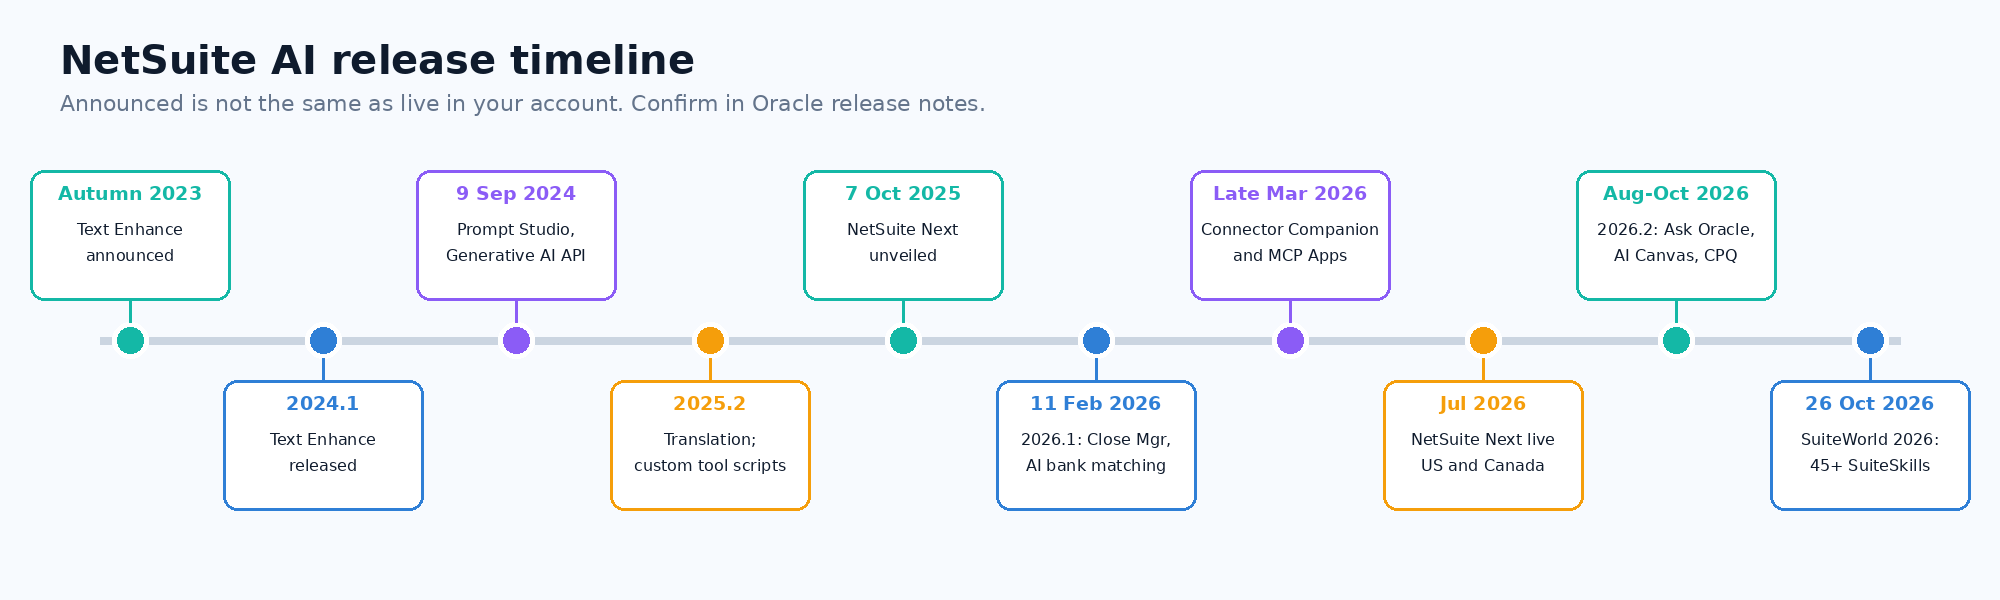 NetSuite AI release timeline
Announced is not the same as live in your account. Confirm in Oracle release notes.
Autumn 2023
Text Enhance
announced
2024.1
Text Enhance
released
9 Sep 2024
Prompt Studio,
Generative AI API
2025.2
Translation;
custom tool scripts
7 Oct 2025
NetSuite Next
unveiled
11 Feb 2026
2026.1: Close Mgr,
AI bank matching
Late Mar 2026
Connector Companion
and MCP Apps
Jul 2026
NetSuite Next live
US and Canada
Aug-Oct 2026
2026.2: Ask Oracle,
AI Canvas, CPQ
26 Oct 2026
SuiteWorld 2026:
45+ SuiteSkills